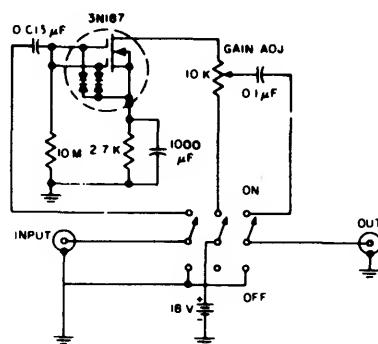 3N187
0.015 µF
GAIN ADJ
10 K
0.1 µF
10 M
2.7 K
1000
µF
ON
INPUT
OUT
18 V
+
-
OFF